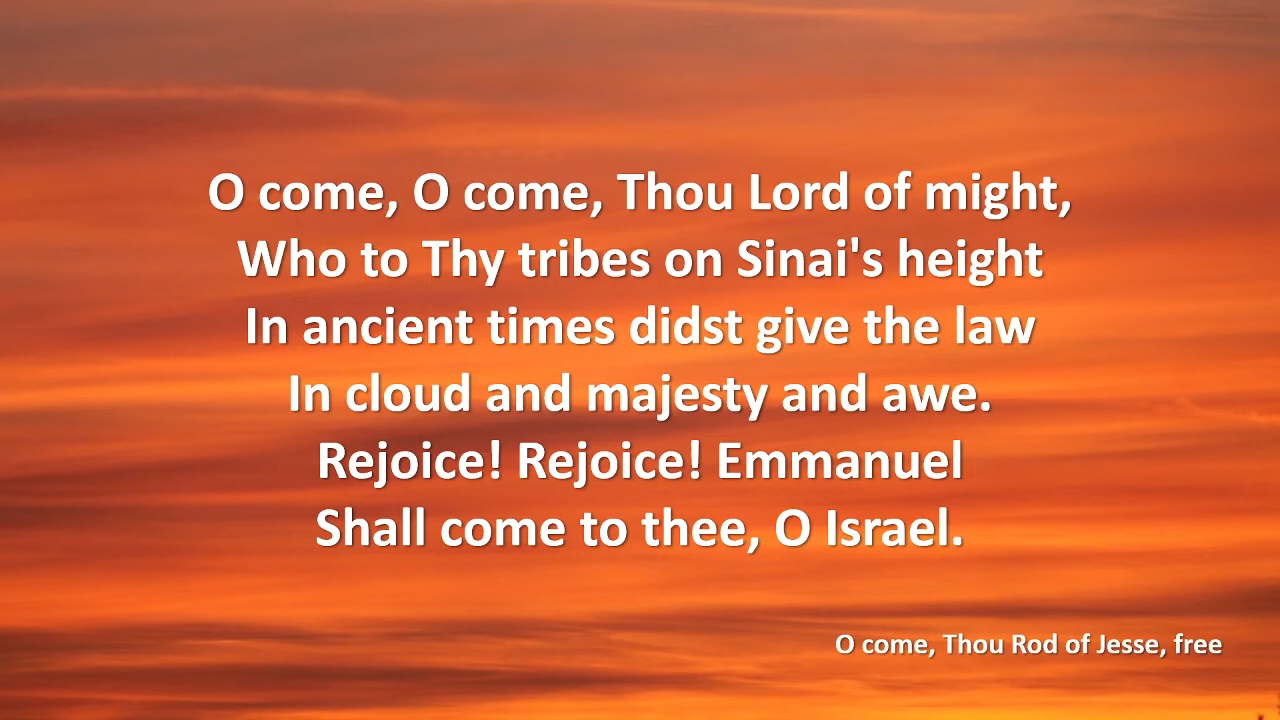 O come, O come, Thou Lord of might,
Who to Thy tribes on Sinai's height
In ancient times didst give the law
In cloud and majesty and awe.
Rejoice! Rejoice! Emmanuel
Shall come to thee, O Israel.
O come, Thou Rod of Jesse, free